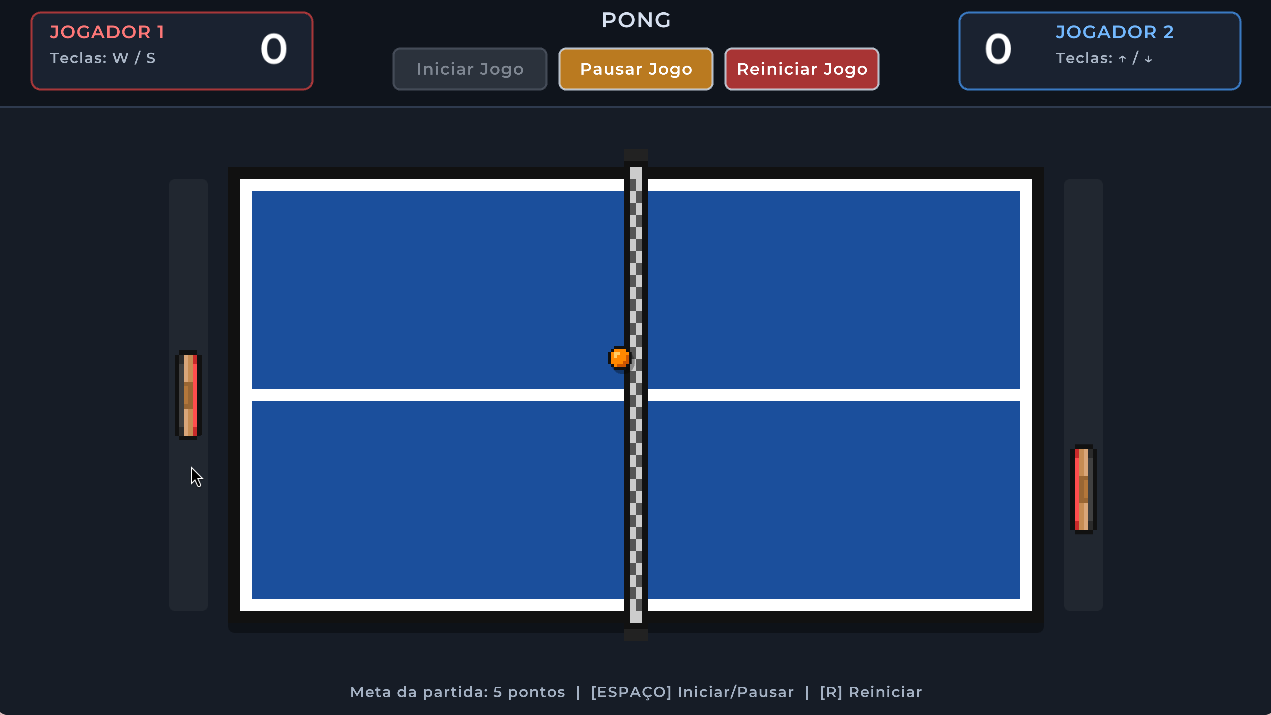 JOGADOR 1
Teclas: W / S
0
PONG
Iniciar Jogo
Pausar Jogo
Reiniciar Jogo
0
JOGADOR 2
Teclas: ↑ / ↓
Meta da partida: 5 pontos | [ESPAÇO] Iniciar/Pausar | [R] Reiniciar